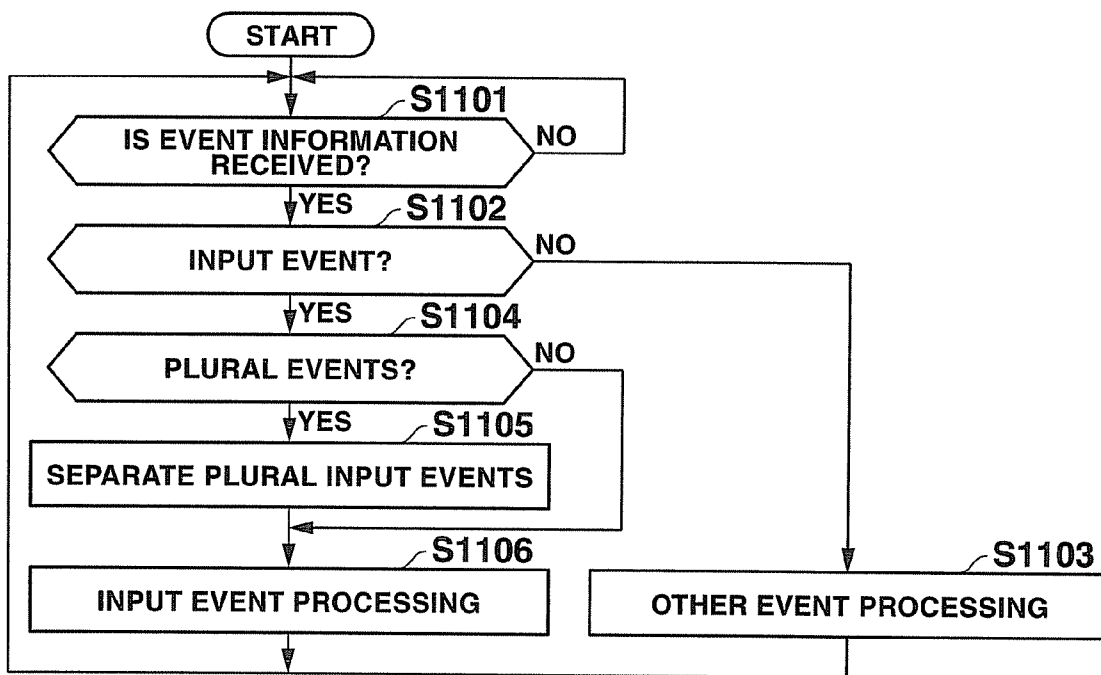 START
S1101
IS EVENT INFORMATION
RECEIVED?
NO
YES
S1102
INPUT EVENT?
NO
YES
S1104
PLURAL EVENTS?
NO
YES
S1105
SEPARATE PLURAL INPUT EVENTS
S1106
INPUT EVENT PROCESSING
S1103
OTHER EVENT PROCESSING